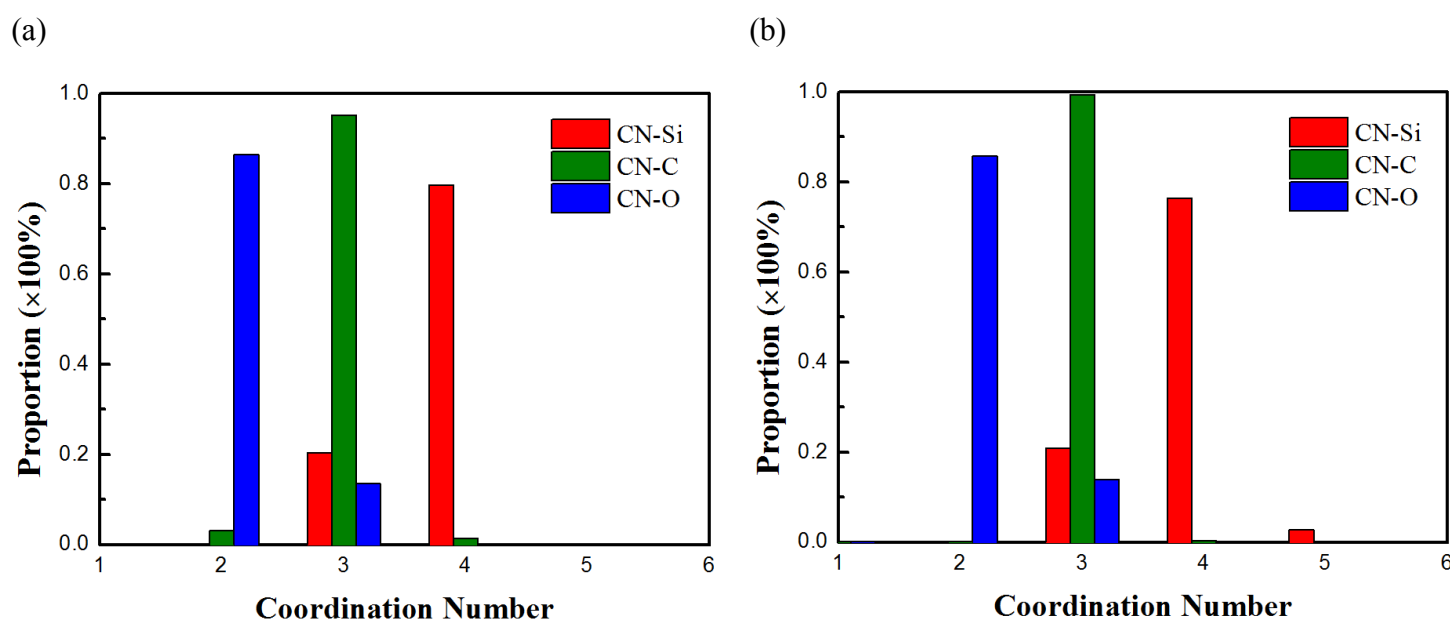 (a)
Proportion (×100%)
1.0
0.8
0.6
0.4
0.2
0.0
CN-Si
CN-C
CN-O
1 2 3 4 5 6
Coordination Number
(b)
Proportion (×100%)
1.0
0.8
0.6
0.4
0.2
0.0
CN-Si
CN-C
CN-O
1 2 3 4 5 6
Coordination Number